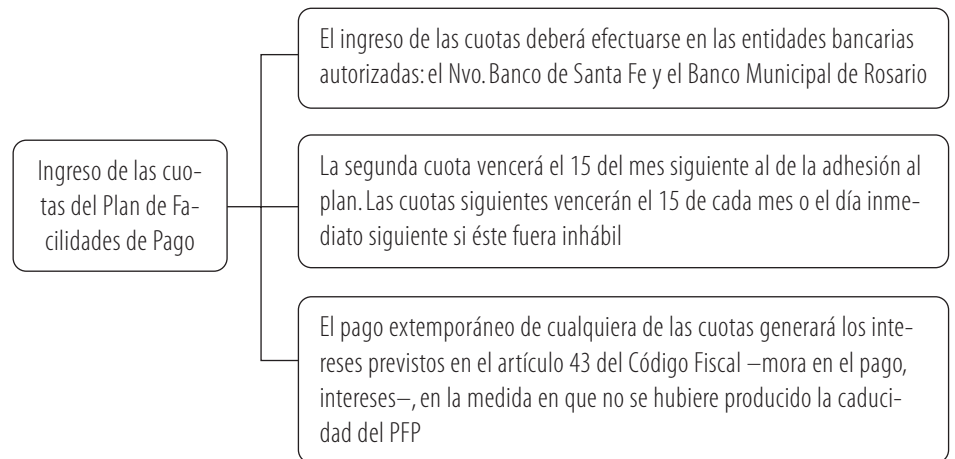 Ingreso de las cuo-
tas del Plan de Fa-
cilidades de Pago
El ingreso de las cuotas deberá efectuarse en las entidades bancarias
autorizadas: el Nvo. Banco de Santa Fe y el Banco Municipal de Rosario
La segunda cuota vencerá el 15 del mes siguiente al de la adhesión al
plan. Las cuotas siguientes vencerán el 15 de cada mes o el día inme-
diato siguiente si éste fuera inhábil
El pago extemporáneo de cualquiera de las cuotas generará los inte-
reses previstos en el artículo 43 del Código Fiscal –mora en el pago,
intereses–, en la medida en que no se hubiere producido la caduci-
dad del PFP